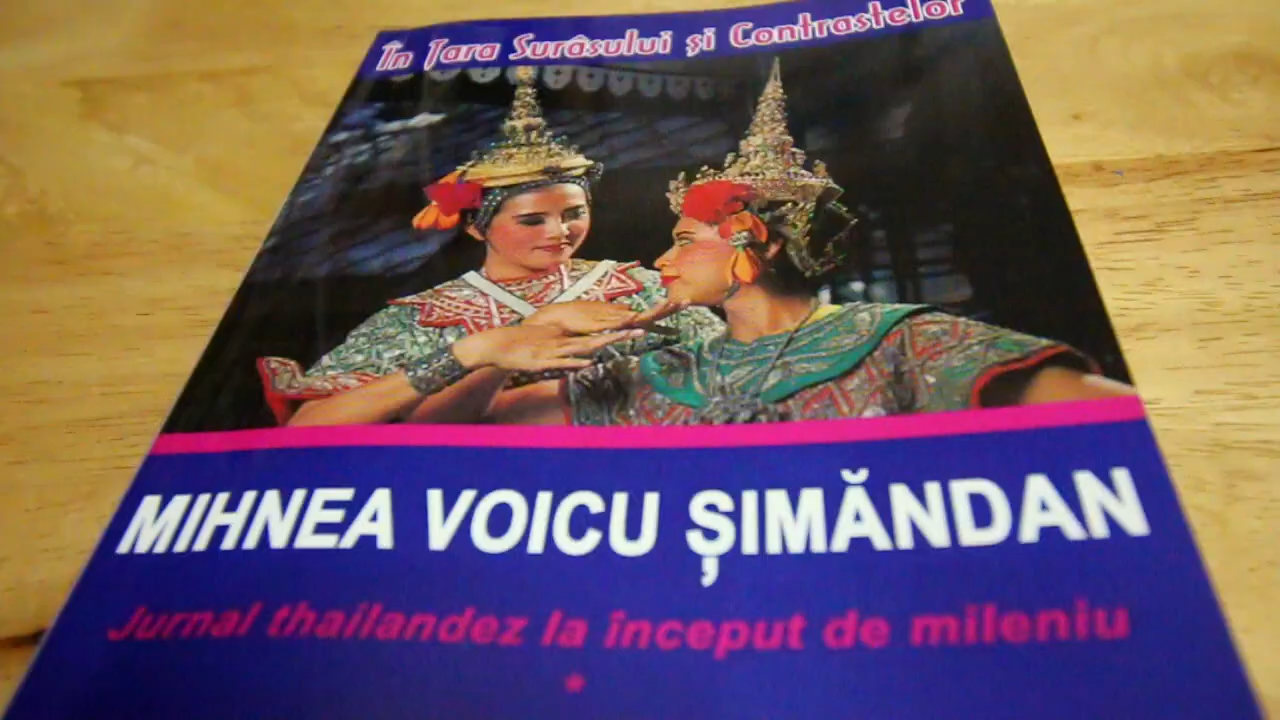 În Țara Surâsului și Contrastelor
MIHNEA VOICU ȘIMĂNDAN
Jurnal thailandez la început de mileniu
*